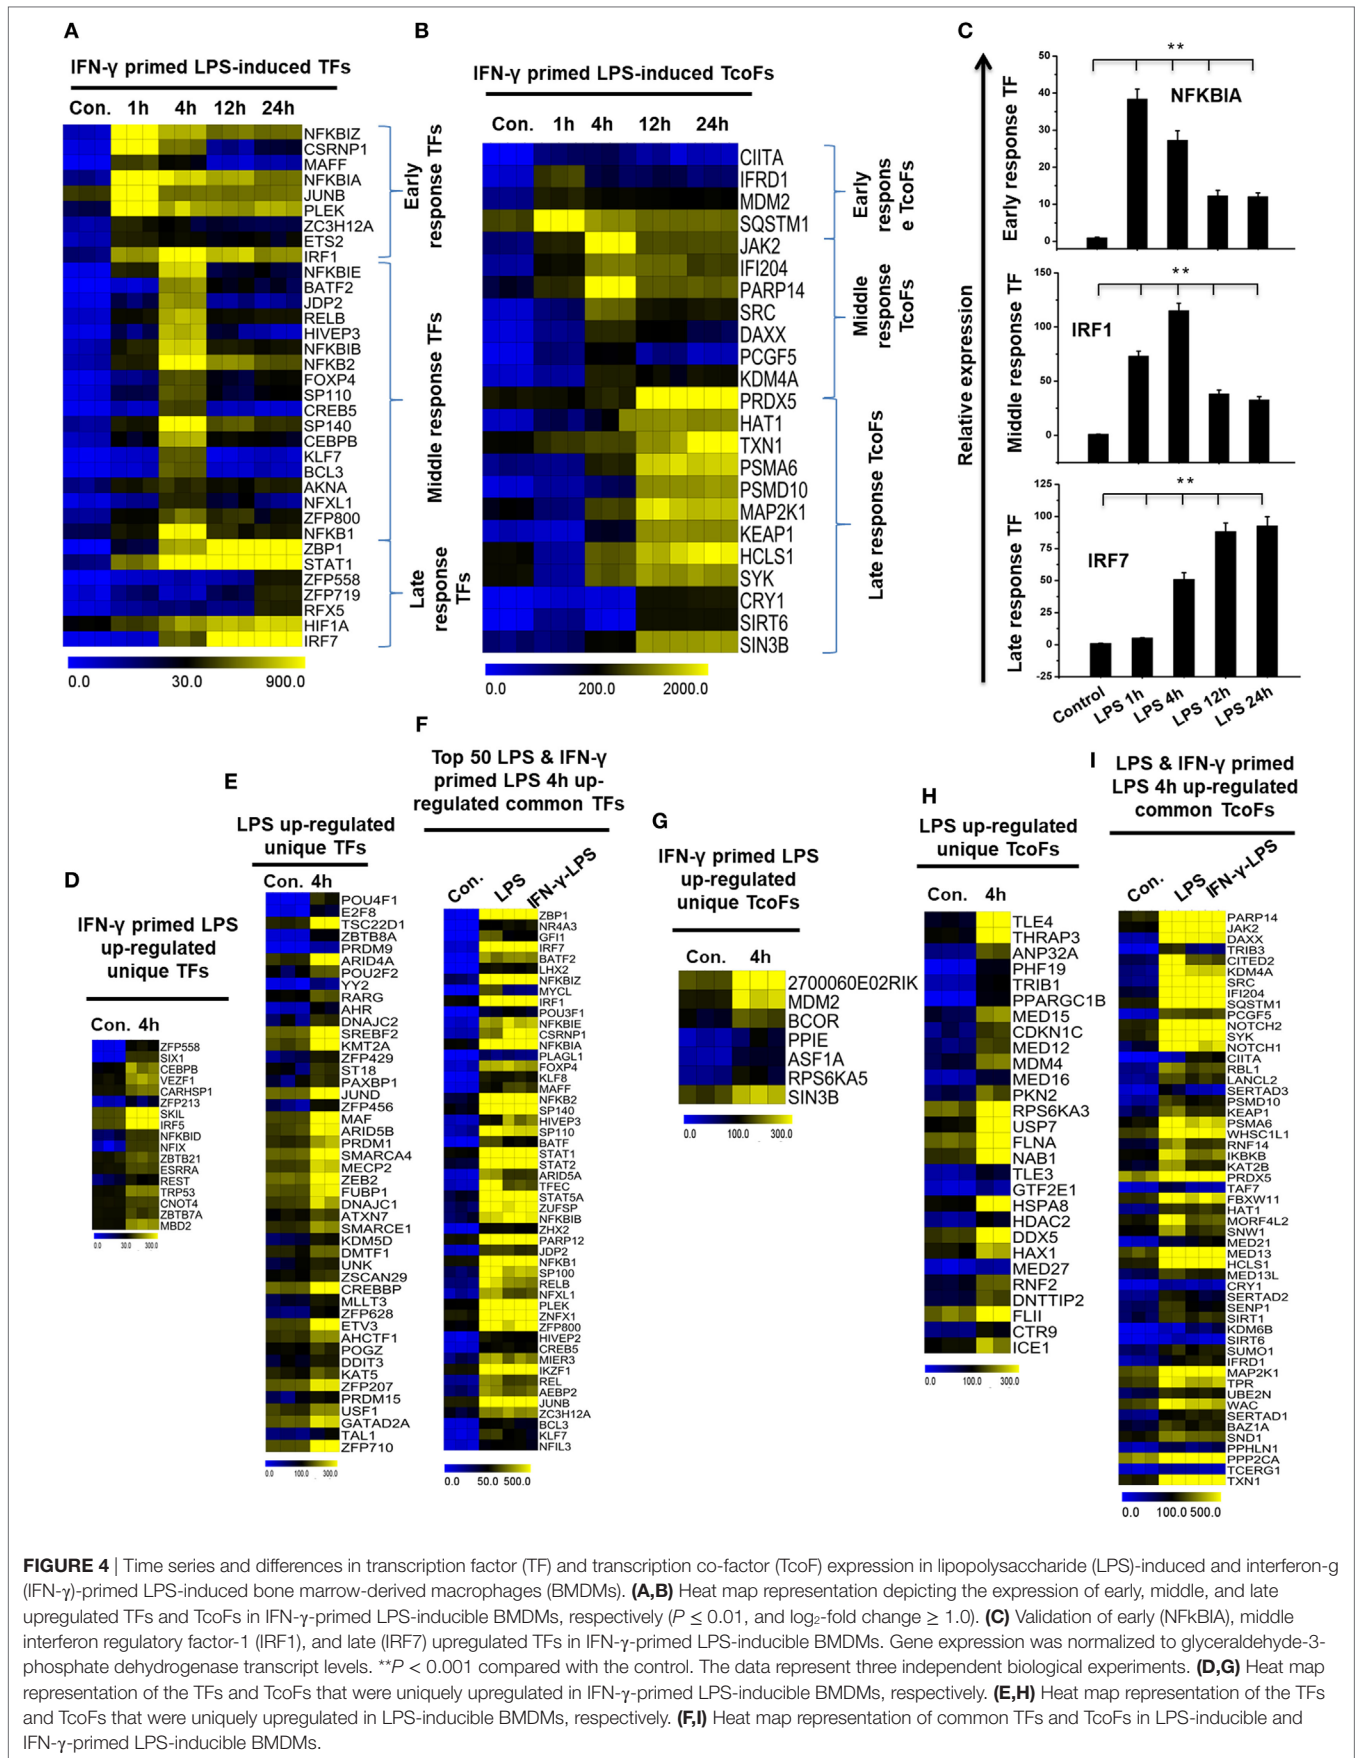 A
IFN-γ primed LPS-induced TFs
Con. 1h 4h 12h 24h
NFKBIZ
CSRNP1
MAFF
NFKBIA
JUNB
PLEK
ZC3H12A
ETS2
IRF1
NFKBIE
BATF2
JDP2
RELB
HIVEP3
NFKBIB
NFKB2
FOXP4
SP110
CREB5
SP140
CEBPB
KLF7
BCL3
AKNA
NFXL1
ZFP800
NFKB1
ZBP1
STAT1
ZFP558
ZFP719
RFX5
HIF1A
IRF7
Early
response TFs
Middle response TFs
Late
response
TFs
0.0 30.0 900.0
B
IFN-γ primed LPS-induced TcoFs
Con. 1h 4h 12h 24h
CIITA
IFRD1
MDM2
SQSTM1
JAK2
IFI204
PARP14
SRC
DAXX
PCGF5
KDM4A
PRDX5
HAT1
TXN1
PSMA6
PSMD10
MAP2K1
KEAP1
HCLS1
SYK
CRY1
SIRT6
SIN3B
Early
respons
e TcoFs
Middle
response
TcoFs
Late response TcoFs
0.0 200.0 2000.0
C
Relative expression
Early response TF
50
40
30
20
10
0
**
NFKBIA
Middle response TF
150
100
50
0
**
IRF1
Late response TF
125
100
75
50
25
0
-25
**
IRF7
Control
LPS 1h
LPS 4h
LPS 12h
LPS 24h
D
IFN-γ primed LPS
up-regulated
unique TFs
Con. 4h
ZFP558
SIX1
CEBPB
VEZF1
CARHSP1
ZFP213
SKIL
IRF5
NFKBID
NFIX
ZBTB21
ESRRA
REST
TRP53
CNOT4
ZBTB7A
MBD2
0.0 30.0 300.0
E
LPS up-regulated
unique TFs
Con. 4h
POU4F1
E2F8
TSC22D1
ZBTB8A
PRDM9
ARID4A
POU2F2
YY2
RARG
AHR
DNAJC2
SREBF2
KMT2A
ZFP429
ST18
PAXBP1
JUND
ZFP456
MAF
ARID5B
PRDM1
SMARCA4
MECP2
ZEB2
FUBP1
DNAJC1
ATXN7
SMARCE1
KDM5D
DMTF1
UNK
ZSCAN29
CREBBP
MLLT3
ZFP628
ETV3
AHCTF1
POGZ
DDIT3
KAT5
ZFP207
PRDM15
USF1
GATAD2A
TAL1
ZFP710
0.0 100.0 300.0
F
Top 50 LPS & IFN-γ
primed LPS 4h up-
regulated common TFs
Con. LPS IFN-γ-LPS
ZBP1
NR4A3
GFI1
IRF7
BATF2
LHX2
NFKBIZ
MYCL
IRF1
POU3F1
NFKBIE
CSRNP1
NFKBIA
PLAGL1
FOXP4
KLF8
MAFF
NFKB2
SP140
HIVEP3
SP110
BATF
STAT1
STAT2
ARID5A
TFEC
STAT5A
ZUFSP
NFKBIB
ZHX2
PARP12
JDP2
NFKB1
SP100
RELB
NFXL1
PLEK
ZNFX1
ZFP800
HIVEP2
CREB5
MIER3
IKZF1
REL
AEBP2
JUNB
ZC3H12A
BCL3
KLF7
NFIL3
0.0 50.0 500.0
G
IFN-γ primed LPS
up-regulated
unique TcoFs
Con. 4h
2700060E02RIK
MDM2
BCOR
PPIE
ASF1A
RPS6KA5
SIN3B
0.0 100.0 300.0
H
LPS up-regulated
unique TcoFs
Con. 4h
TLE4
THRAP3
ANP32A
PHF19
TRIB1
PPARGC1B
MED15
CDKN1C
MED12
MDM4
MED16
PKN2
RPS6KA3
USP7
FLNA
NAB1
TLE3
GTF2E1
HSPA8
HDAC2
DDX5
HAX1
MED27
RNF2
DNTTIP2
FLII
CTR9
ICE1
0.0 100.0 300.0
I
LPS & IFN-γ primed
LPS 4h up-regulated
common TcoFs
Con. LPS IFN-γ-LPS
PARP14
JAK2
DAXX
TRIB3
CITED2
KDM4A
SRC
IFI204
SQSTM1
PCGF5
NOTCH2
SYK
NOTCH1
CIITA
RBL1
LANCL2
SERTAD3
PSMD10
KEAP1
PSMA6
WHSC1L1
RNF14
IKBKB
KAT2B
PRDX5
TAF7
FBXW11
HAT1
MORF4L2
SNW1
MED21
MED13
HCLS1
MED13L
CRY1
SERTAD2
SENP1
SIRT1
KDM6B
SIRT6
SUMO1
IFRD1
MAP2K1
TPR
UBE2N
WAC
SERTAD1
BAZ1A
SND1
PPHLN1
PPP2CA
TCERG1
TXN1
0.0 100.0 500.0
FIGURE 4 | Time series and differences in transcription factor (TF) and transcription co-factor (TcoF) expression in lipopolysaccharide (LPS)-induced and interferon-g
(IFN-γ)-primed LPS-induced bone marrow-derived macrophages (BMDMs). (A,B) Heat map representation depicting the expression of early, middle, and late
upregulated TFs and TcoFs in IFN-γ-primed LPS-inducible BMDMs, respectively (P ≤ 0.01, and log₂-fold change ≥ 1.0). (C) Validation of early (NFkBIA), middle
interferon regulatory factor-1 (IRF1), and late (IRF7) upregulated TFs in IFN-γ-primed LPS-inducible BMDMs. Gene expression was normalized to glyceraldehyde-3-
phosphate dehydrogenase transcript levels. **P < 0.001 compared with the control. The data represent three independent biological experiments. (D,G) Heat map
representation of the TFs and TcoFs that were uniquely upregulated in IFN-γ-primed LPS-inducible BMDMs, respectively. (E,H) Heat map representation of the TFs
and TcoFs that were uniquely upregulated in LPS-inducible BMDMs, respectively. (F,I) Heat map representation of common TFs and TcoFs in LPS-inducible and
IFN-γ-primed LPS-inducible BMDMs.